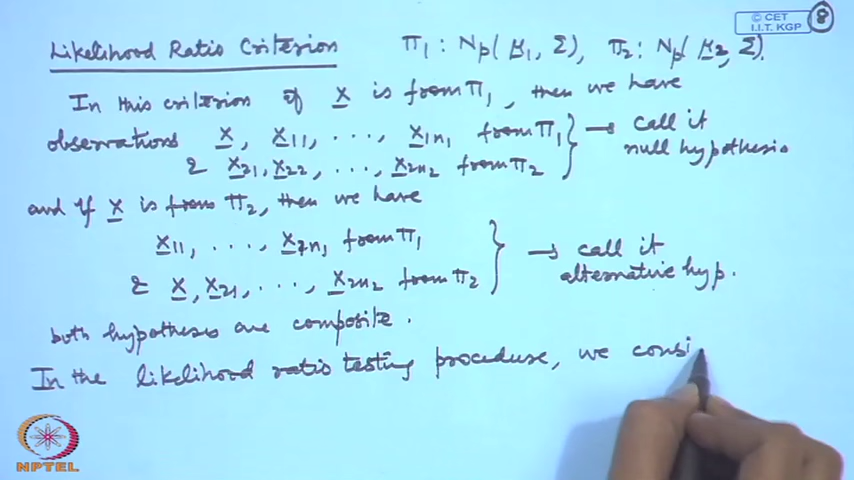 © CET
I.I.T. KGP
8
Likelihood Ratio Criterion π1 : Np( μ1, Σ), π2 : Np( μ2, Σ).
In this criterion if x is from π1, then we have
observations x, x11, ..., x1n1 from π1 } → call it
& x21, x22, ..., x2n2 from π2 null hypothesis
and if x is from π2, then we have
x11, ..., x1n1 from π1 } → call it
& x, x21, ..., x2n2 from π2 alternative hyp.
both hypotheses are composite.
In the likelihood ratio testing procedure, we consi
NPTEL